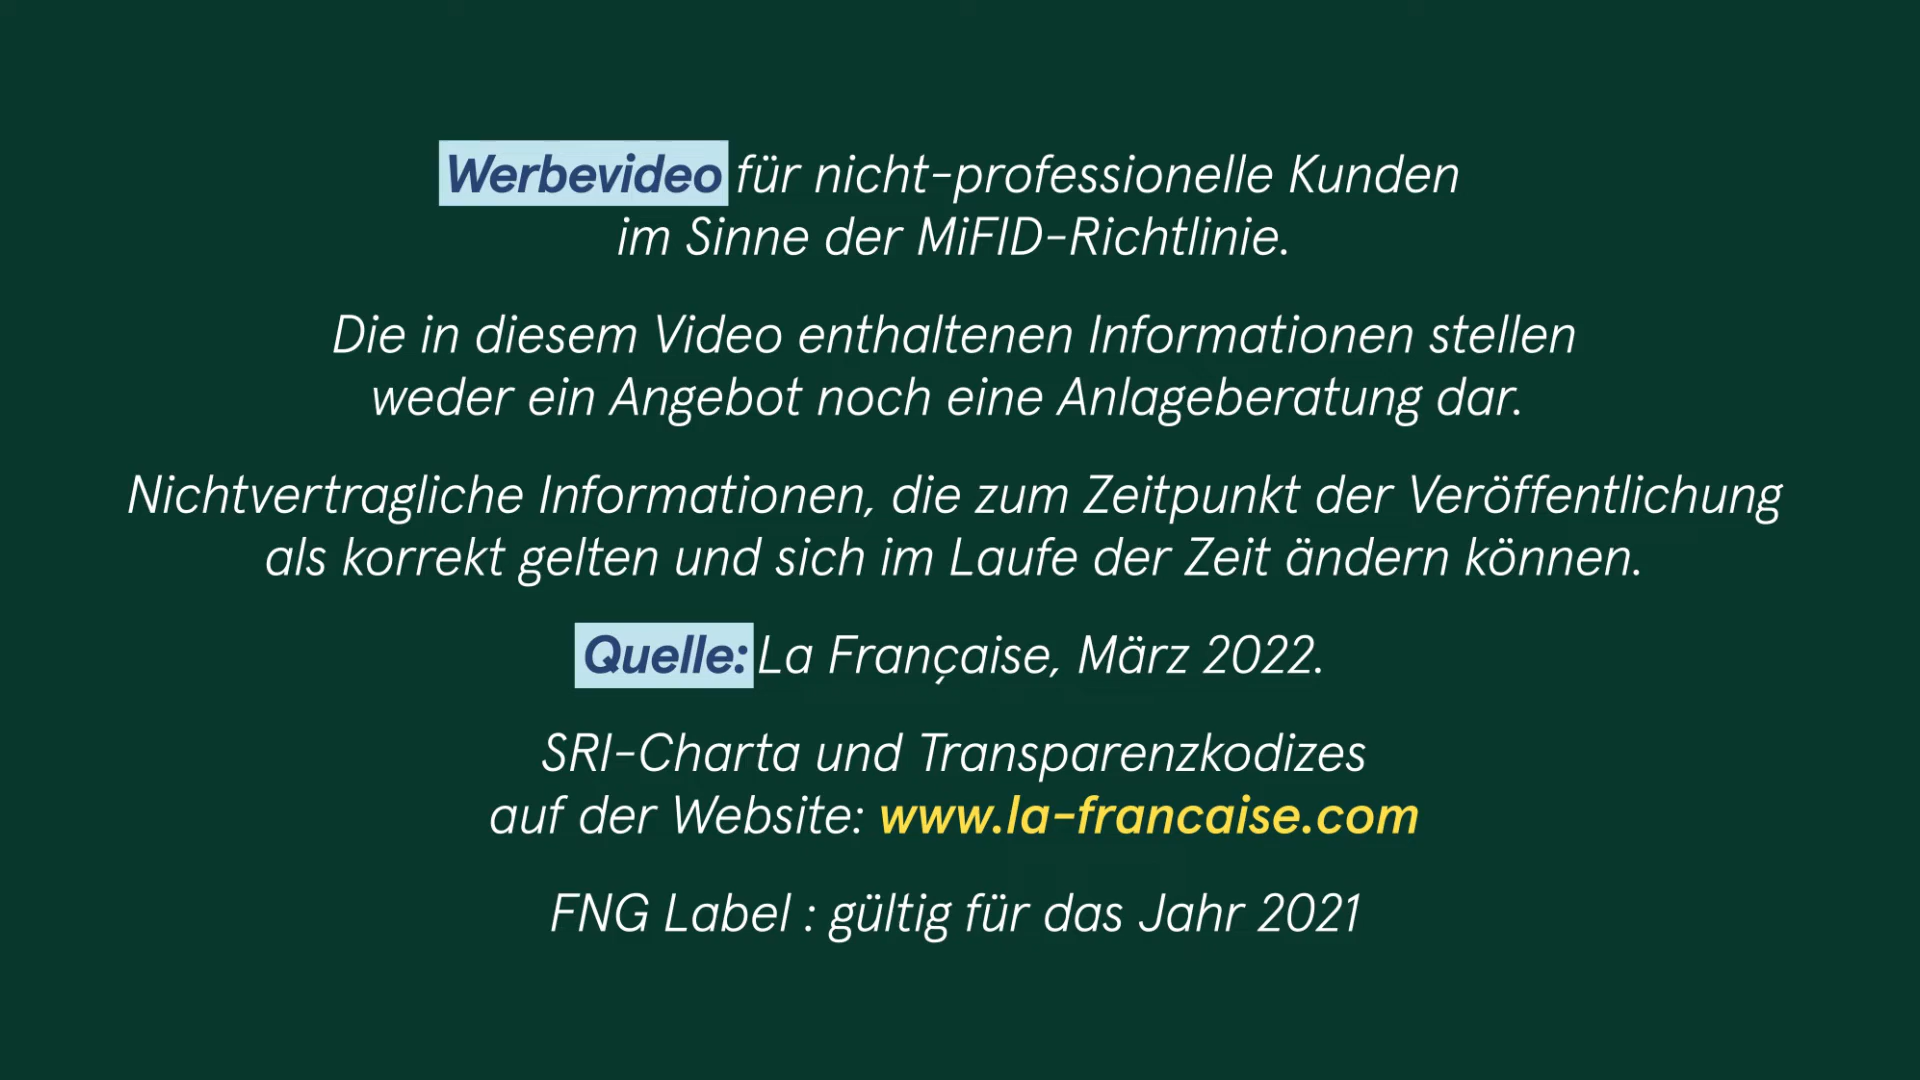 Werbevideo für nicht-professionelle Kunden
im Sinne der MiFID-Richtlinie.
Die in diesem Video enthaltenen Informationen stellen
weder ein Angebot noch eine Anlageberatung dar.
Nichtvertragliche Informationen, die zum Zeitpunkt der Veröffentlichung
als korrekt gelten und sich im Laufe der Zeit ändern können.
Quelle: La Française, März 2022.
SRI-Charta und Transparenzkodizes
auf der Website: www.la-francaise.com
FNG Label : gültig für das Jahr 2021